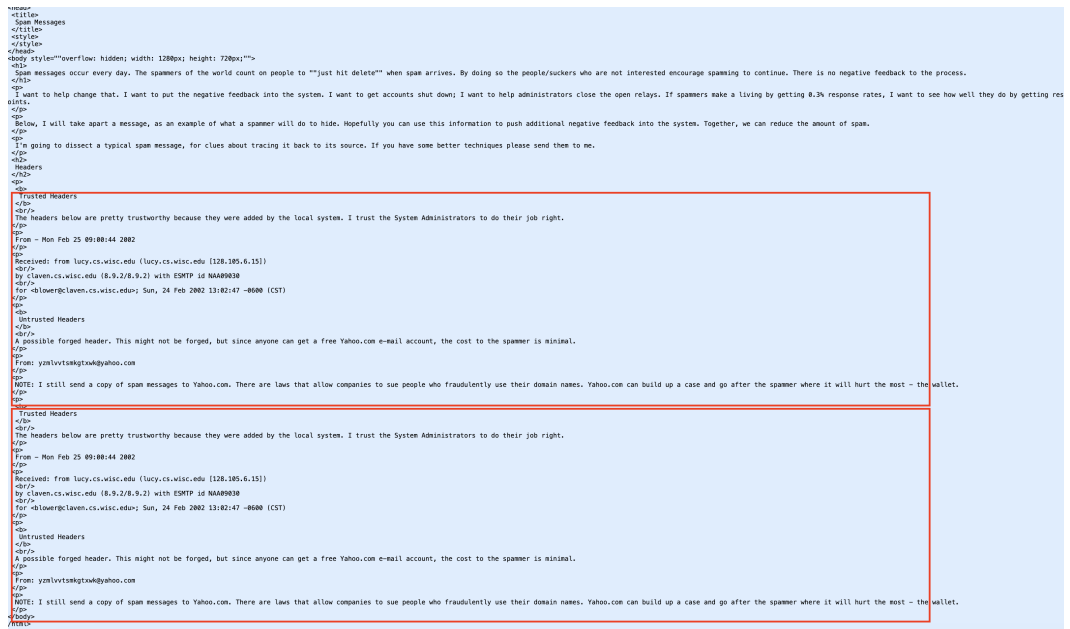 <head>
<title>
Spam Messages
</title>
<style>
</style>
</head>
<body style=""overflow: hidden; width: 1280px; height: 720px;"">
<h1>
Spam messages occur every day. The spammers of the world count on people to ""just hit delete"" when spam arrives. By doing so the people/suckers who are not interested encourage spamming to continue. There is no negative feedback to the process.
</h1>
<p>
I want to help change that. I want to put the negative feedback into the system. I want to get accounts shut down; I want to help administrators close the open relays. If spammers make a living by getting 0.3% response rates, I want to see how well they do by getting res
oints.
</p>
<p>
Below, I will take apart a message, as an example of what a spammer will do to hide. Hopefully you can use this information to push additional negative feedback into the system. Together, we can reduce the amount of spam.
</p>
<p>
I'm going to dissect a typical spam message, for clues about tracing it back to its source. If you have some better techniques please send them to me.
</p>
<h2>
Headers
</h2>
<p>
<b>
Trusted Headers
</b>
<br/>
The headers below are pretty trustworthy because they were added by the local system. I trust the System Administrators to do their job right.
</p>
<p>
From - Mon Feb 25 09:00:44 2002
</p>
<p>
Received: from lucy.cs.wisc.edu (lucy.cs.wisc.edu [128.105.6.15])
<br/>
by claven.cs.wisc.edu (8.9.2/8.9.2) with ESMTP id NAA09030
<br/>
for <blower@claven.cs.wisc.edu>; Sun, 24 Feb 2002 13:02:47 -0600 (CST)
</p>
<p>
<b>
Untrusted Headers
</b>
<br/>
A possible forged header. This might not be forged, but since anyone can get a free Yahoo.com e-mail account, the cost to the spammer is minimal.
</p>
<p>
From: yzmlvvtsmkgtxwk@yahoo.com
</p>
<p>
NOTE: I still send a copy of spam messages to Yahoo.com. There are laws that allow companies to sue people who fraudulently use their domain names. Yahoo.com can build up a case and go after the spammer where it will hurt the most - the wallet.
</p>
<p>
<b>
Trusted Headers
</b>
<br/>
The headers below are pretty trustworthy because they were added by the local system. I trust the System Administrators to do their job right.
</p>
<p>
From - Mon Feb 25 09:00:44 2002
</p>
<p>
Received: from lucy.cs.wisc.edu (lucy.cs.wisc.edu [128.105.6.15])
<br/>
by claven.cs.wisc.edu (8.9.2/8.9.2) with ESMTP id NAA09030
<br/>
for <blower@claven.cs.wisc.edu>; Sun, 24 Feb 2002 13:02:47 -0600 (CST)
</p>
<p>
<b>
Untrusted Headers
</b>
<br/>
A possible forged header. This might not be forged, but since anyone can get a free Yahoo.com e-mail account, the cost to the spammer is minimal.
</p>
<p>
From: yzmlvvtsmkgtxwk@yahoo.com
</p>
<p>
NOTE: I still send a copy of spam messages to Yahoo.com. There are laws that allow companies to sue people who fraudulently use their domain names. Yahoo.com can build up a case and go after the spammer where it will hurt the most - the wallet.
</p>
</body>
/html>